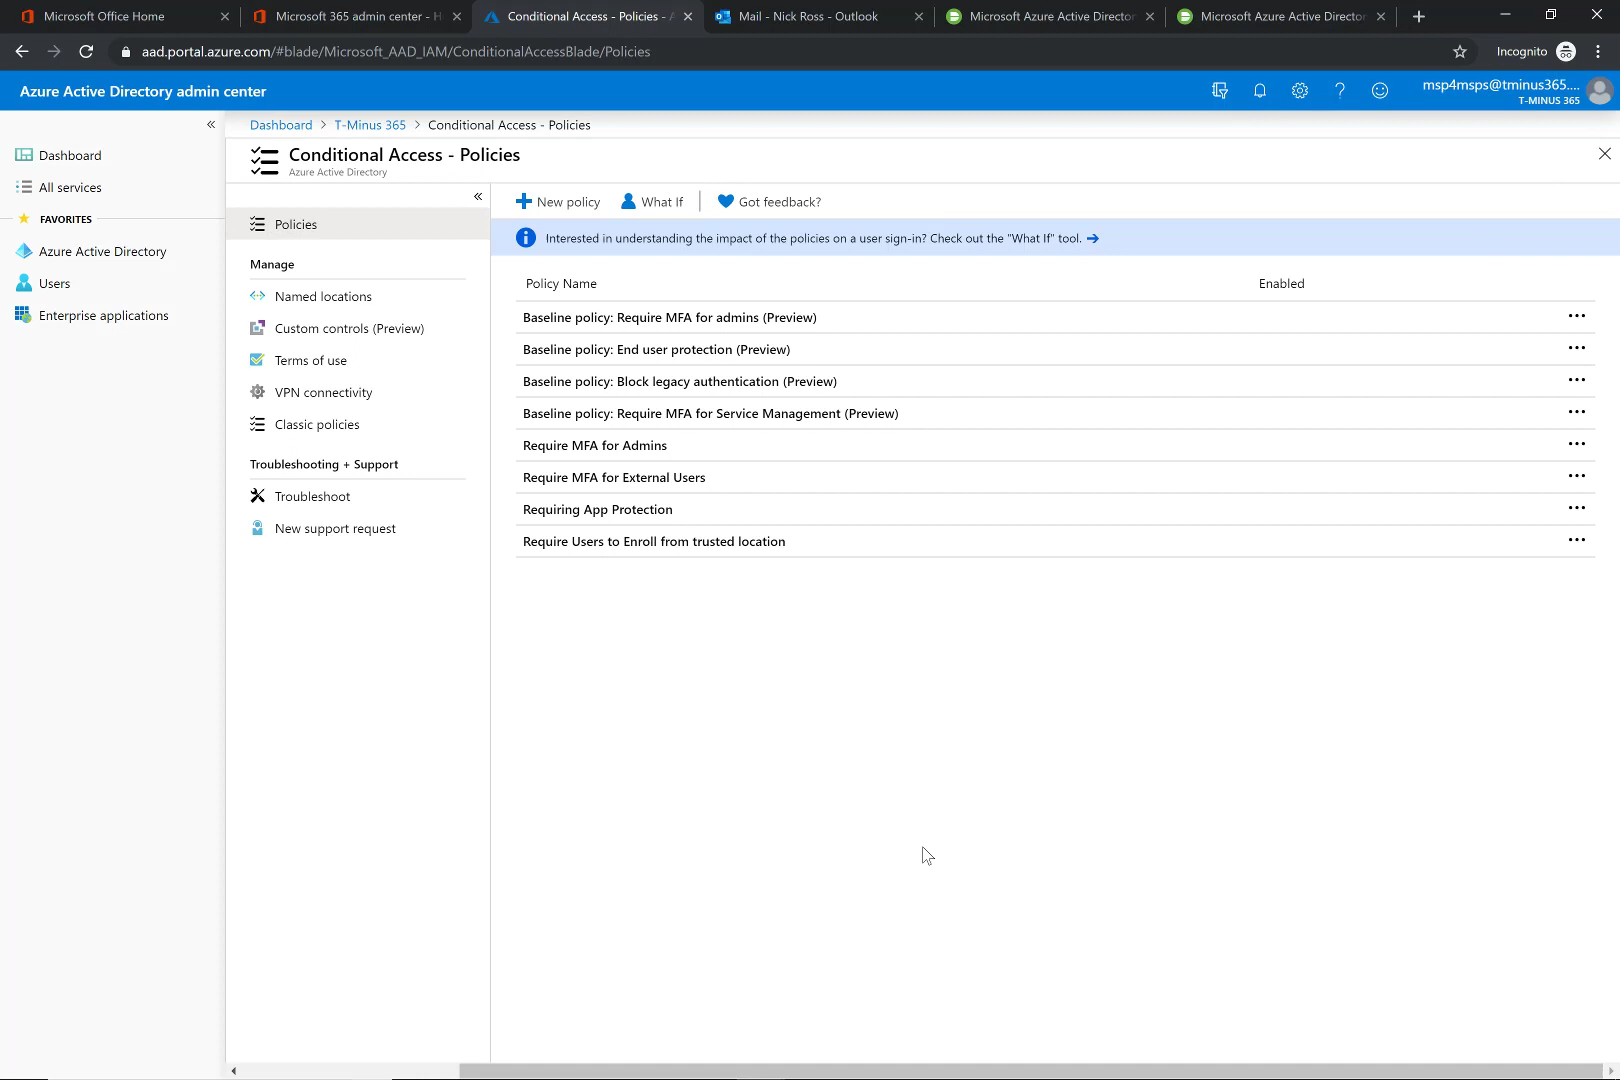 Microsoft Office Home
Microsoft 365 admin center - H
Conditional Access - Policies - A
Mail - Nick Ross - Outlook
Microsoft Azure Active Director
Microsoft Azure Active Director
aad.portal.azure.com/#blade/Microsoft_AAD_IAM/ConditionalAccessBlade/Policies
Incognito
Azure Active Directory admin center
msp4msps@tminus365....
T-MINUS 365
Dashboard > T-Minus 365 > Conditional Access - Policies
Dashboard
All services
FAVORITES
Azure Active Directory
Users
Enterprise applications
Conditional Access - Policies
Azure Active Directory
Policies
Manage
Named locations
Custom controls (Preview)
Terms of use
VPN connectivity
Classic policies
Troubleshooting + Support
Troubleshoot
New support request
New policy
What If
Got feedback?
Interested in understanding the impact of the policies on a user sign-in? Check out the "What If" tool.
Policy Name Enabled
Baseline policy: Require MFA for admins (Preview)
Baseline policy: End user protection (Preview)
Baseline policy: Block legacy authentication (Preview)
Baseline policy: Require MFA for Service Management (Preview)
Require MFA for Admins
Require MFA for External Users
Requiring App Protection
Require Users to Enroll from trusted location